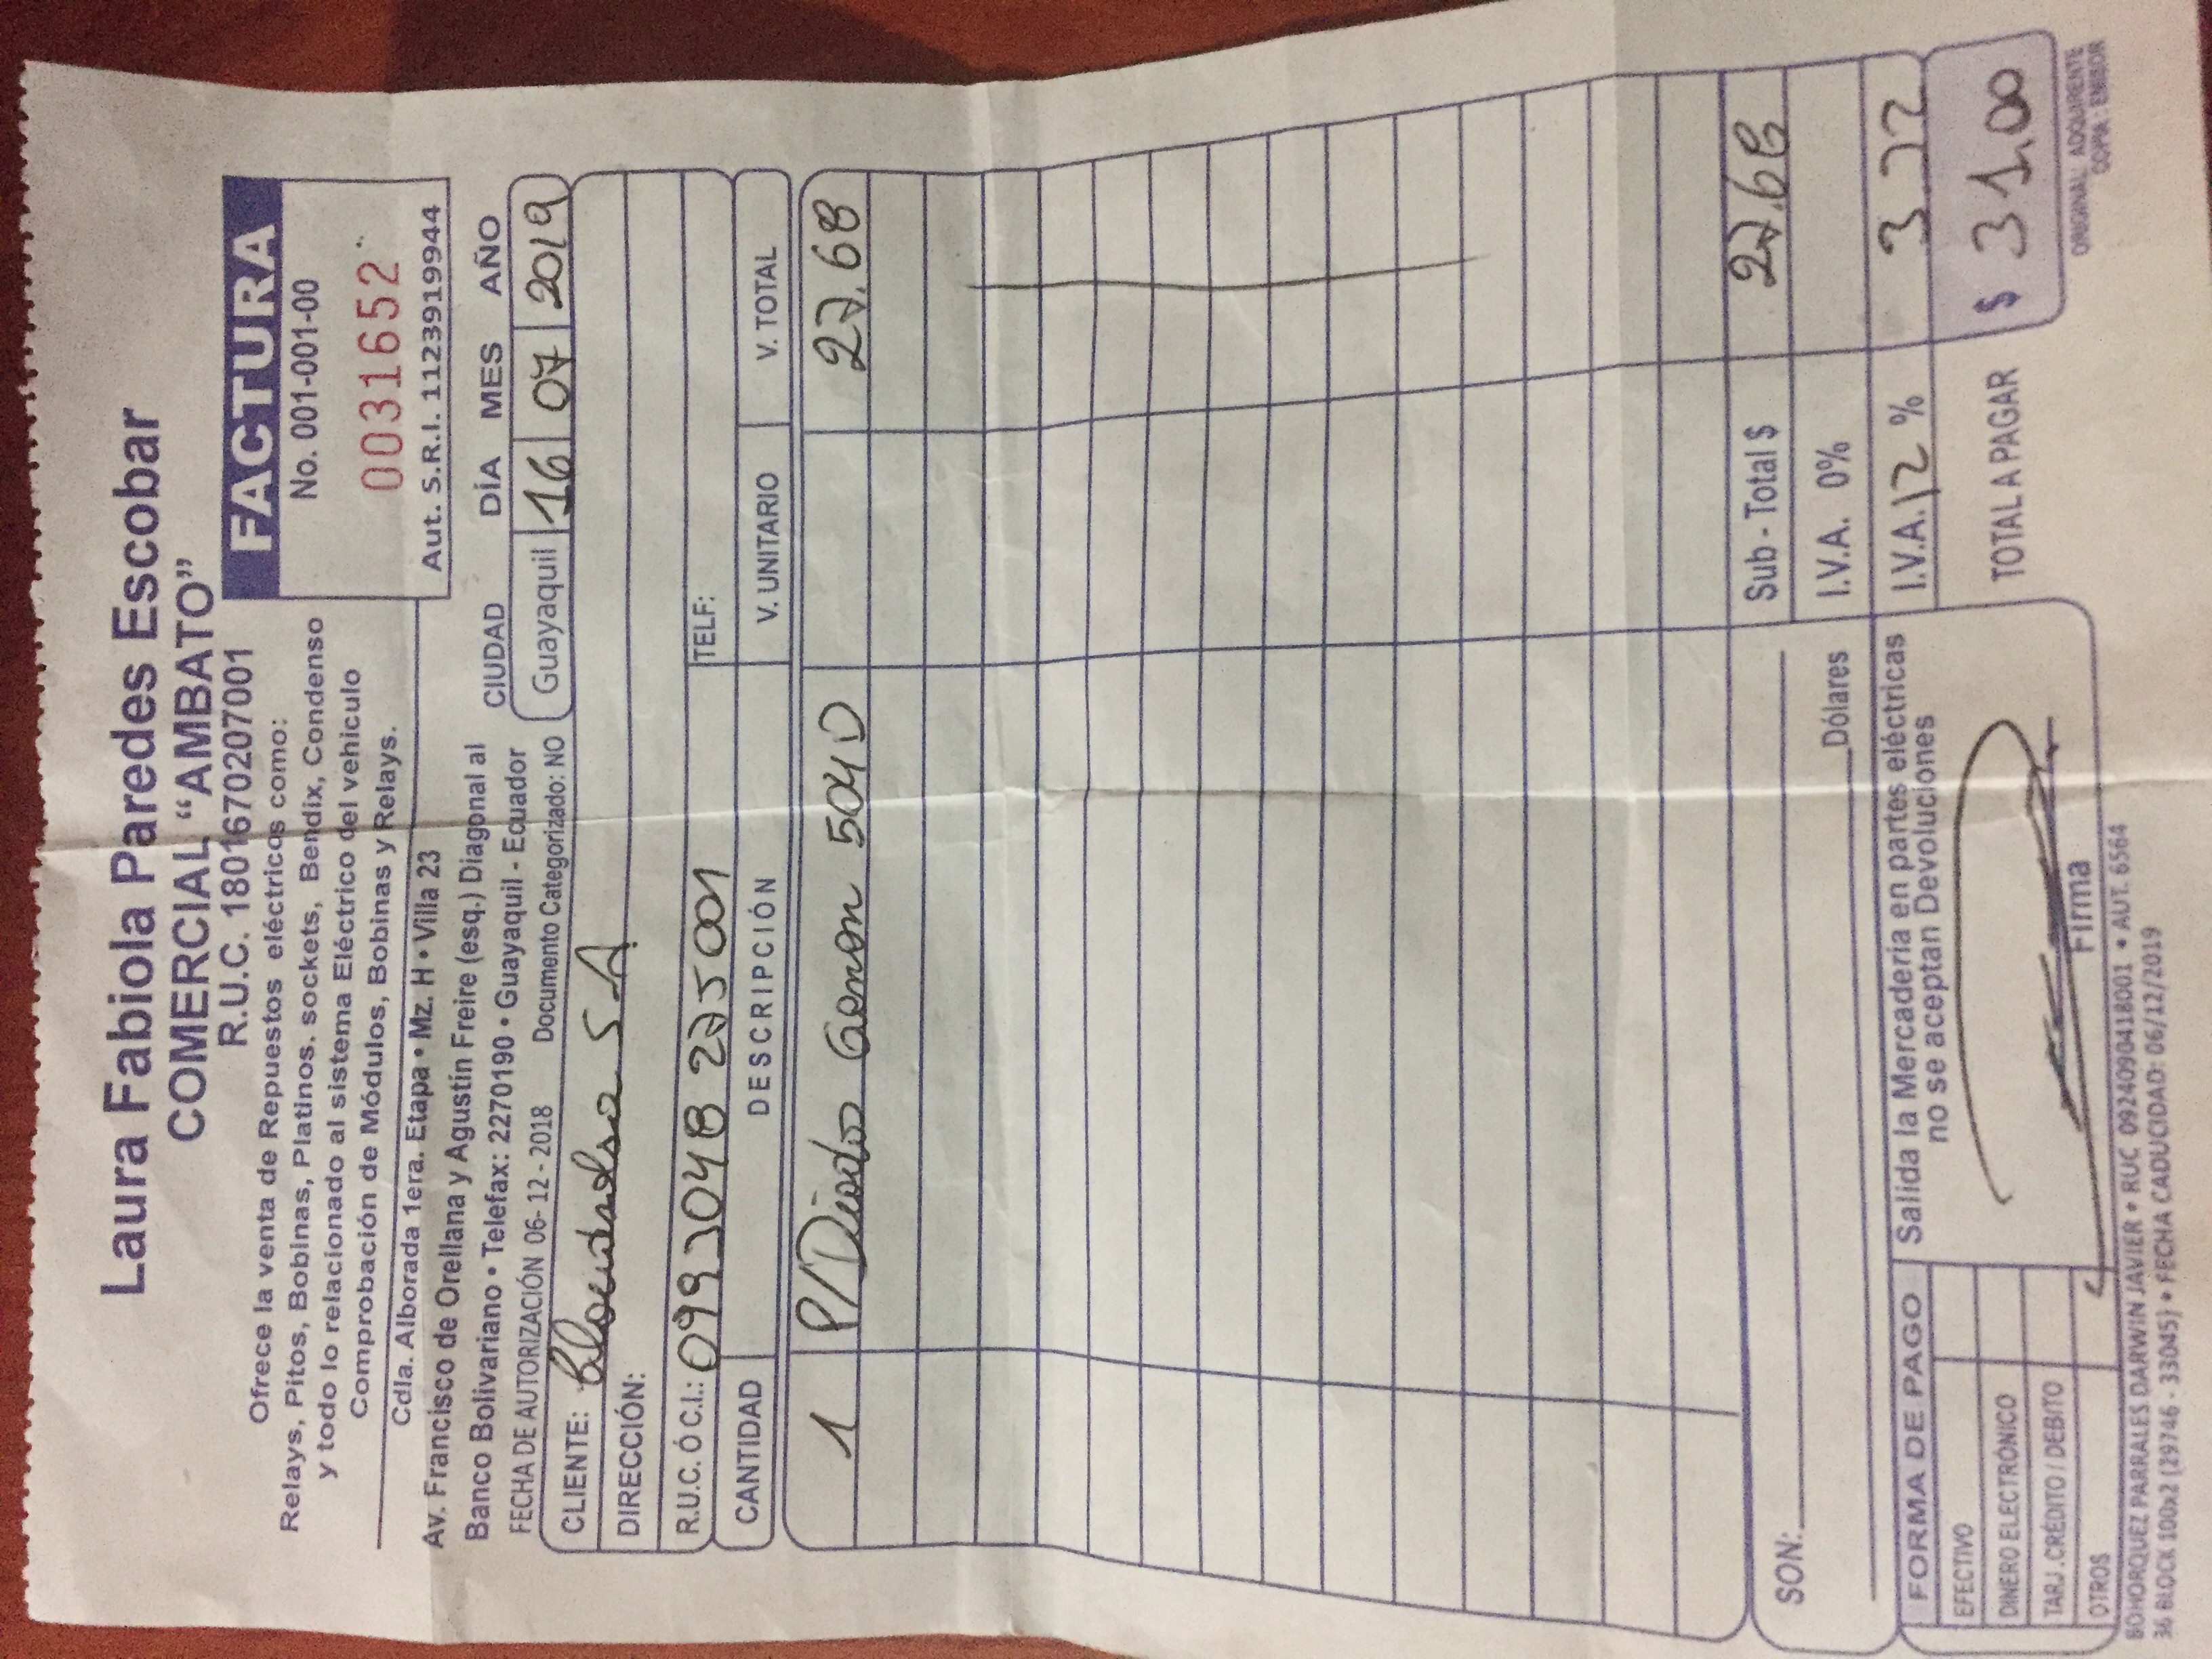 Laura Fabiola Paredes Escobar
COMERCIAL “AMBATO”
R.U.C. 1801670207001
Ofrece la venta de Repuestos eléctricos como:
Relays, Pitos, Bobinas, Platinos. sockets, Bendix, Condenso
y todo lo relacionado al sistema Eléctrico del vehiculo
Comprobación de Módulos, Bobinas y Relays.
FACTURA
No. 001-001-00
0031652
Aut. S.R.I. 1123919944
Cdla. Alborada 1era. Etapa • Mz. H • Villa 23
Av. Francisco de Orellana y Agustín Freire (esq.) Diagonal al
Banco Bolivariano • Telefax: 2270190 • Guayaquil - Ecuador
FECHA DE AUTORIZACIÓN 06-12-2018 Documento Categorizado: NO
CIUDAD DÍA MES AÑO
Guayaquil 16 07 2019
CLIENTE: S.A.
DIRECCIÓN:
R.U.C. Ó C.I.: 0993048275001 TELF:
CANTIDAD DESCRIPCIÓN V. UNITARIO V. TOTAL
1 P/Diodos 504D 27.68
Sub - Total $ 27.68
SON:
Dólares
I.V.A. 0%
I.V.A. 12 % 3.32
TOTAL A PAGAR $ 31.00
FORMA DE PAGO
EFECTIVO
DINERO ELECTRÓNICO
TARJ.CRÉDITO / DEBITO
OTROS
Salida la Mercaderia en partes eléctricas
no se aceptan Devoluciones
Firma
ORIGINAL: ADQUIRENTE
COPIA: EMISOR
BOHORQUEZ PARRALES DARWIN JAVIER • RUC 0924090418001 • AUT. 6564
36 BLOCK 100x2 (29746 - 33045) • FECHA CADUCIDAD: 06/12/2019